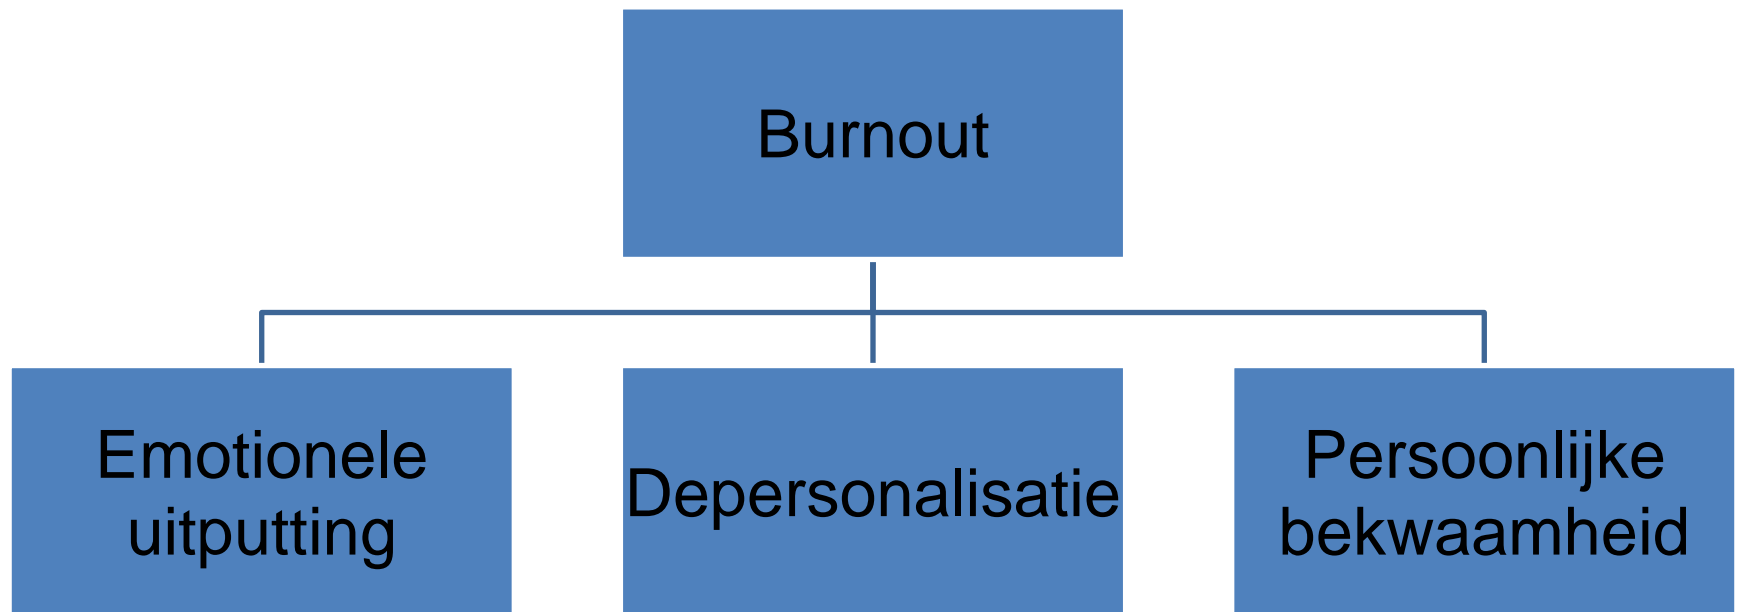 Burnout
Emotionele
uitputting
Depersonalisatie
Persoonlijke
bekwaamheid